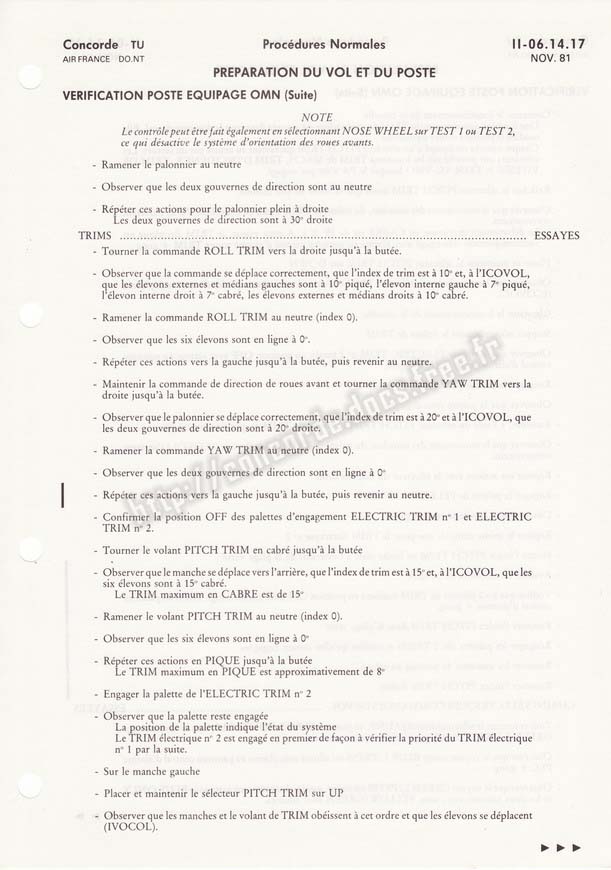 Concorde TU Procédures Normales II-06.14.17
AIR FRANCE DO.NT NOV. 81
PREPARATION DU VOL ET DU POSTE
VERIFICATION POSTE EQUIPAGE OMN (Suite)
NOTE
Le contrôle peut être fait également en sélectionnant NOSE WHEEL sur TEST 1 ou TEST 2,
ce qui désactive le système d'orientation des roues avants.
- Ramener le palonnier au neutre
- Observer que les deux gouvernes de direction sont au neutre
- Répéter ces actions pour le palonnier plein à droite
Les deux gouvernes de direction sont à 30° droite
TRIMS ........ ESSAYES
- Tourner la commande ROLL TRIM vers la droite jusqu'à la butée.
- Observer que la commande se déplace correctement, que l'index de trim est à 10° et, à l'ICOVOL,
que les élevons externes et médians gauches sont à 10° piqué, l'élevon interne gauche à 7° piqué,
l'élevon interne droit à 7° cabré, les élevons externes et médians droits à 10° cabré.
- Ramener la commande ROLL TRIM au neutre (index 0).
- Observer que les six élevons sont en ligne à 0°.
- Répéter ces actions vers la gauche jusqu'à la butée, puis revenir au neutre.
- Maintenir la commande de direction de roues avant et tourner la commande YAW TRIM vers la
droite jusqu'à la butée.
- Observer que le palonnier se déplace correctement, que l'index de trim est à 20° et à l'ICOVOL, que
les deux gouvernes de direction sont à 20° droite.
- Ramener la commande YAW TRIM au neutre (index 0).
- Observer que les deux gouvernes de direction sont en ligne à 0°
- Répéter ces actions vers la gauche jusqu'à la butée, puis revenir au neutre.
- Confirmer la position OFF des palettes d'engagement ELECTRIC TRIM n° 1 et ELECTRIC
TRIM n° 2.
- Tourner le volant PITCH TRIM en cabré jusqu'à la butée
- Observer que le manche se déplace vers l'arrière, que l'index de trim est à 15° et, à l'ICOVOL, que les
six élevons sont à 15° cabré.
Le TRIM maximum en CABRE est de 15°
- Ramener le volant PITCH TRIM au neutre (index 0).
- Observer que les six élevons sont en ligne à 0°
- Répéter ces actions en PIQUE jusqu'à la butée
Le TRIM maximum en PIQUE est approximativement de 8°
- Engager la palette de l'ELECTRIC TRIM n° 2
- Observer que la palette reste engagée
La position de la palette indique l'état du système
Le TRIM électrique n° 2 est engagé en premier de façon à vérifier la priorité du TRIM électrique
n° 1 par la suite.
- Sur le manche gauche
- Placer et maintenir le sélecteur PITCH TRIM sur UP
- Observer que les manches et le volant de TRIM obéissent à cet ordre et que les élevons se déplacent
(IVOCOL).
http://concorde.docs.free.fr